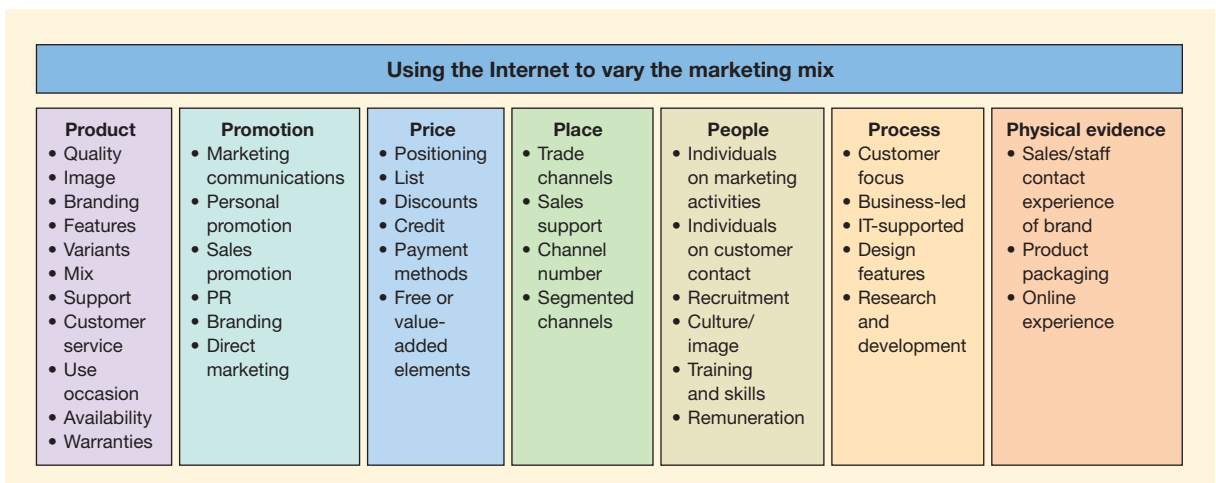 Using the Internet to vary the marketing mix
Product
• Quality
• Image
• Branding
• Features
• Variants
• Mix
• Support
• Customer
service
• Use
occasion
• Availability
• Warranties
Promotion
• Marketing
communications
• Personal
promotion
• Sales
promotion
• PR
• Branding
• Direct
marketing
Price
• Positioning
• List
• Discounts
• Credit
• Payment
methods
• Free or
value-
added
elements
Place
• Trade
channels
• Sales
support
• Channel
number
• Segmented
channels
People
• Individuals
on marketing
activities
• Individuals
on customer
contact
• Recruitment
• Culture/
image
• Training
and skills
• Remuneration
Process
• Customer
focus
• Business-led
• IT-supported
• Design
features
• Research
and
development
Physical evidence
• Sales/staff
contact
experience
of brand
• Product
packaging
• Online
experience